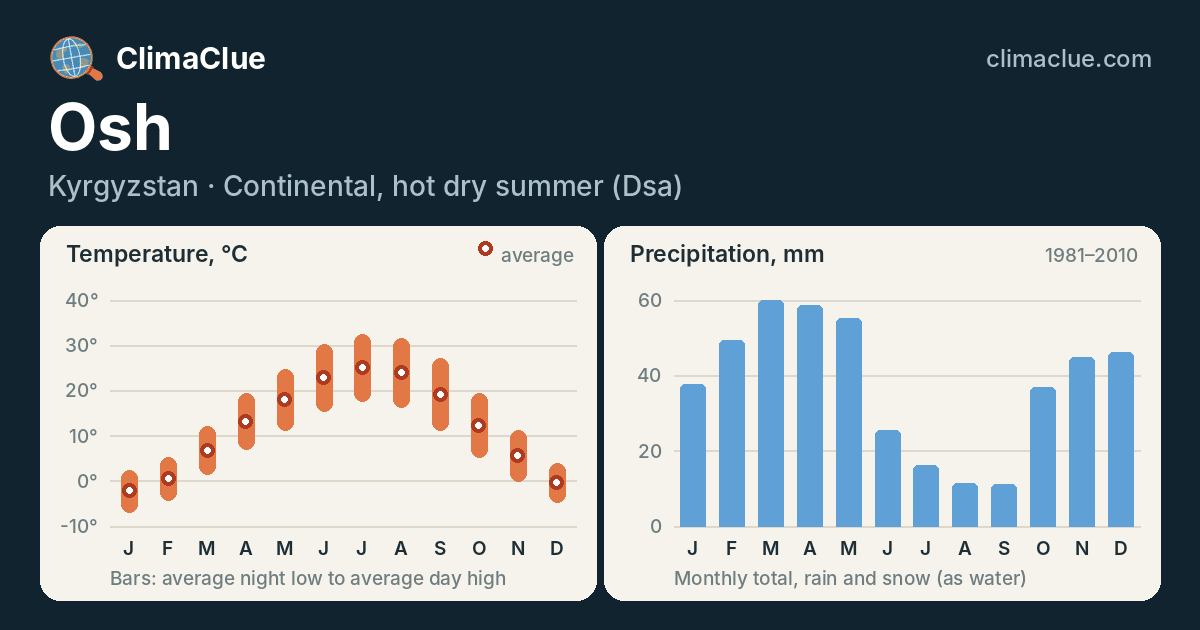 ClimaClue
climaclue.com
Osh
Kyrgyzstan · Continental, hot dry summer (Dsa)
Temperature, °C
average
40°
30°
20°
10°
0°
-10°
J F M A M J J A S O N D
Bars: average night low to average day high
Precipitation, mm
1981–2010
60
40
20
0
J F M A M J J A S O N D
Monthly total, rain and snow (as water)